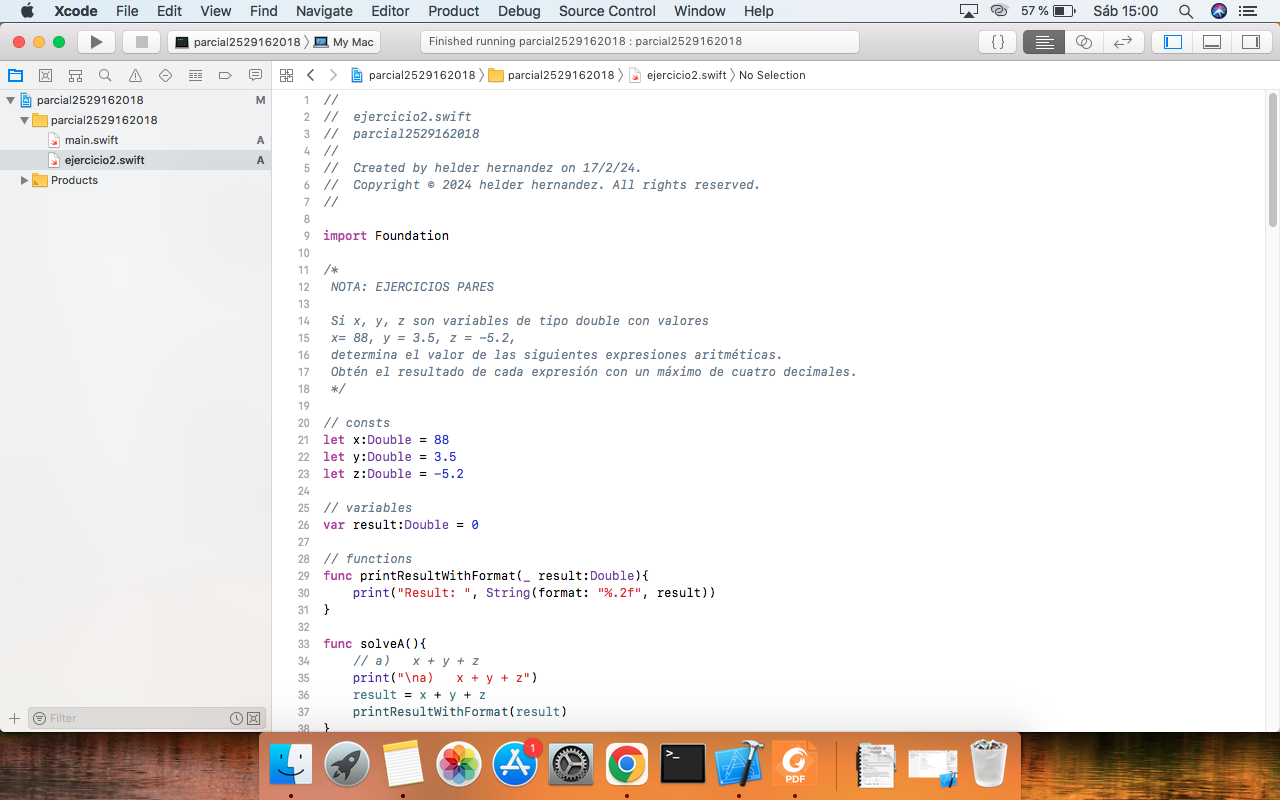 Xcode File Edit View Find Navigate Editor Product Debug Source Control Window Help 57 % Sáb 15:00
parcial2529162018 My Mac Finished running parcial2529162018 : parcial2529162018 {}
parcial2529162018 parcial2529162018 ejercicio2.swift No Selection
parcial2529162018 M
parcial2529162018
main.swift A
ejercicio2.swift A
Products
Filter
1 //
2 // ejercicio2.swift
3 // parcial2529162018
4 //
5 // Created by helder hernandez on 17/2/24.
6 // Copyright © 2024 helder hernandez. All rights reserved.
7 //
8
9 import Foundation
10
11 /*
12 NOTA: EJERCICIOS PARES
13
14 Si x, y, z son variables de tipo double con valores
15 x= 88, y = 3.5, z = -5.2,
16 determina el valor de las siguientes expresiones aritméticas.
17 Obtén el resultado de cada expresión con un máximo de cuatro decimales.
18 */
19
20 // consts
21 let x:Double = 88
22 let y:Double = 3.5
23 let z:Double = -5.2
24
25 // variables
26 var result:Double = 0
27
28 // functions
29 func printResultWithFormat(_ result:Double){
30 print("Result: ", String(format: "%.2f", result))
31 }
32
33 func solveA(){
34 // a) x + y + z
35 print("\na) x + y + z")
36 result = x + y + z
37 printResultWithFormat(result)
38 }
1
PDF